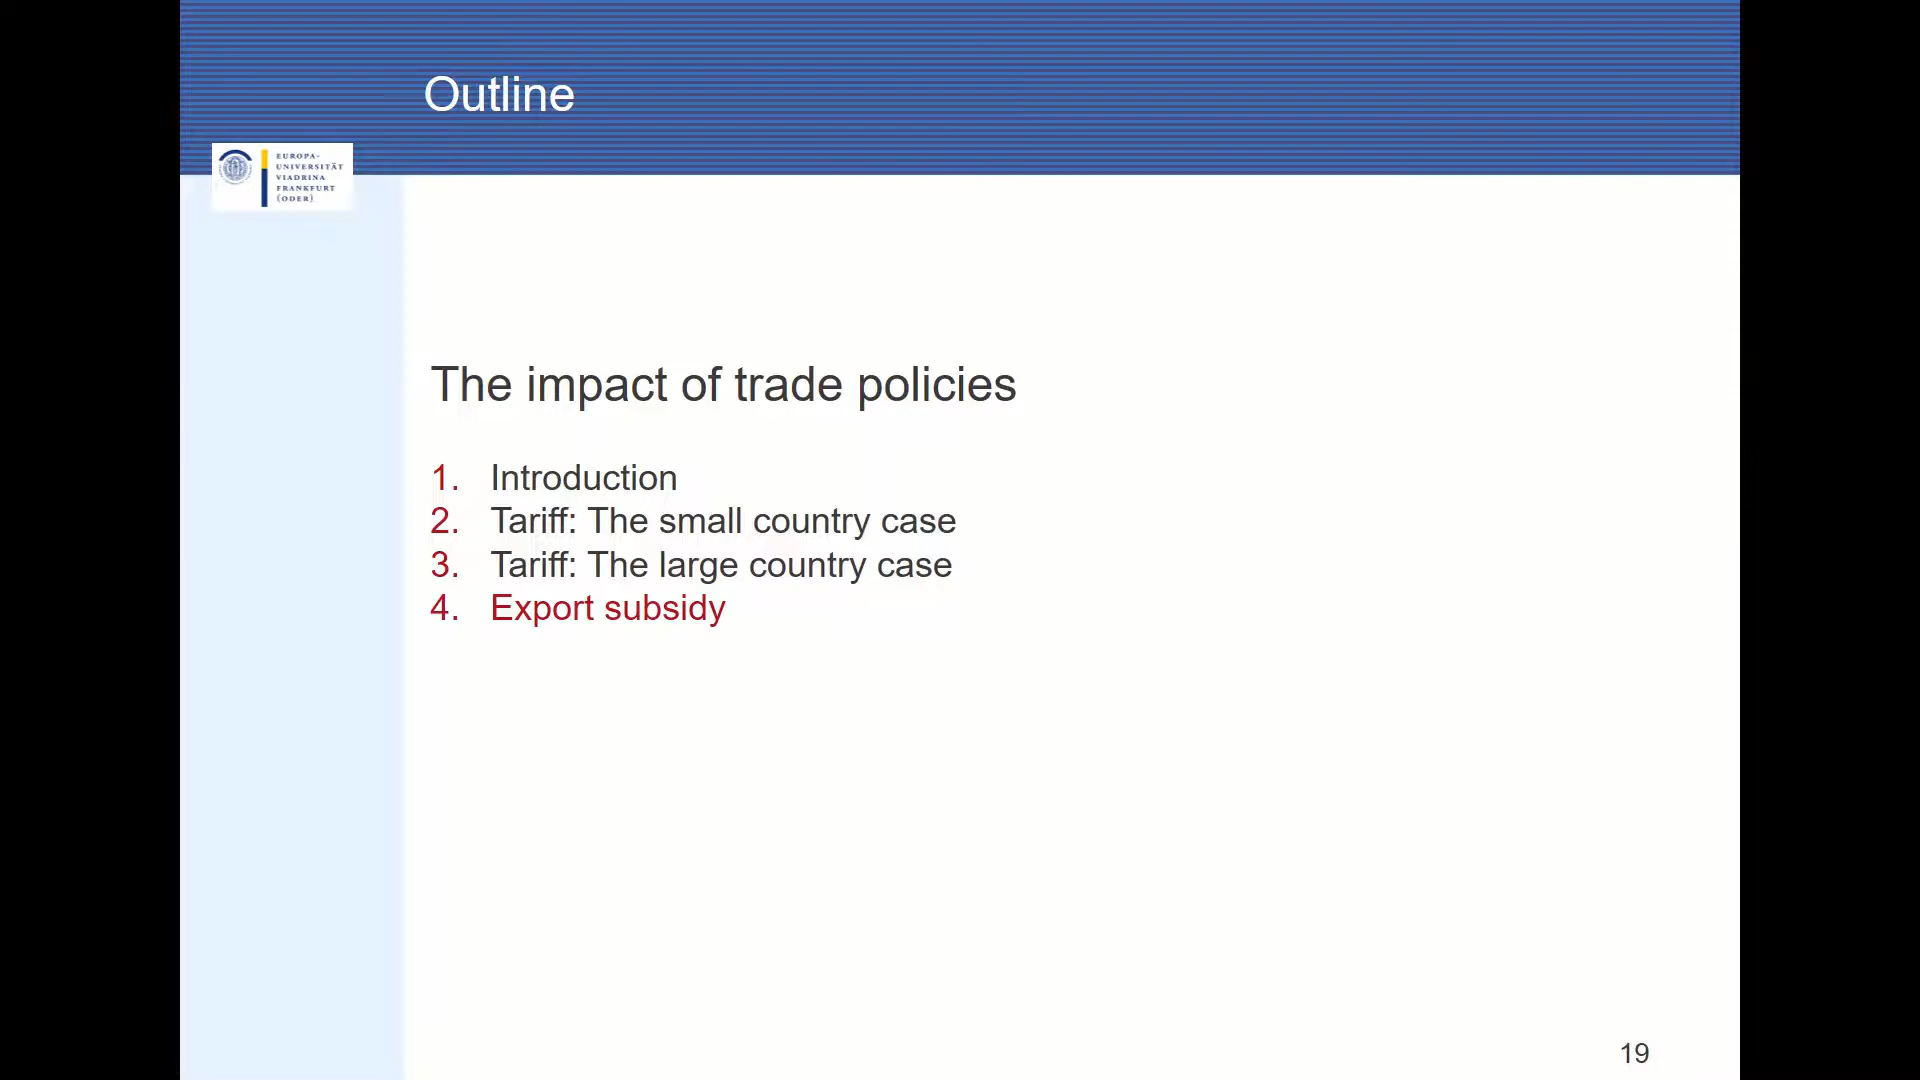 Outline
EUROPA-
UNIVERSITÄT
VIADRINA
FRANKFURT
(ODER)
The impact of trade policies
1. Introduction
2. Tariff: The small country case
3. Tariff: The large country case
4. Export subsidy
19